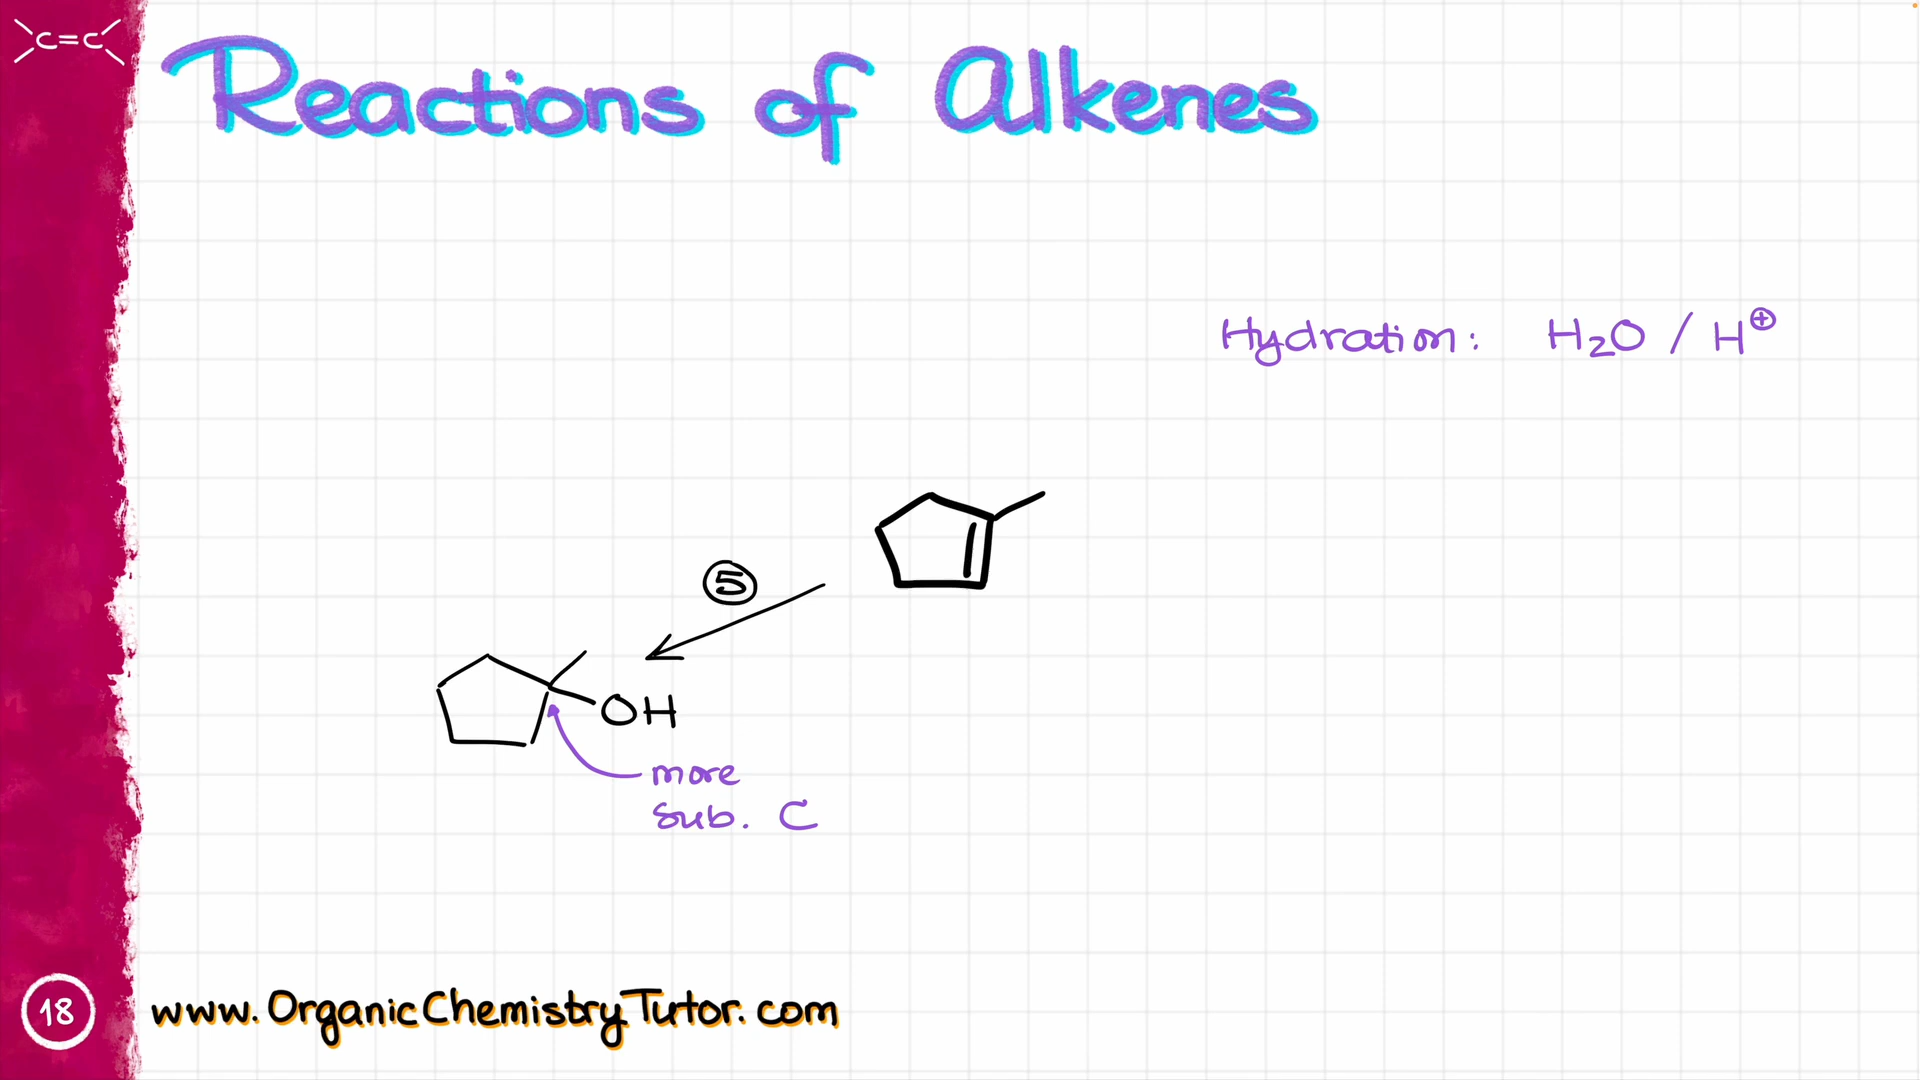 C=C
Reactions of Alkenes
Hydration: H₂O / H⊕
5
OH
more
sub. C
18
www.OrganicChemistryTutor.com